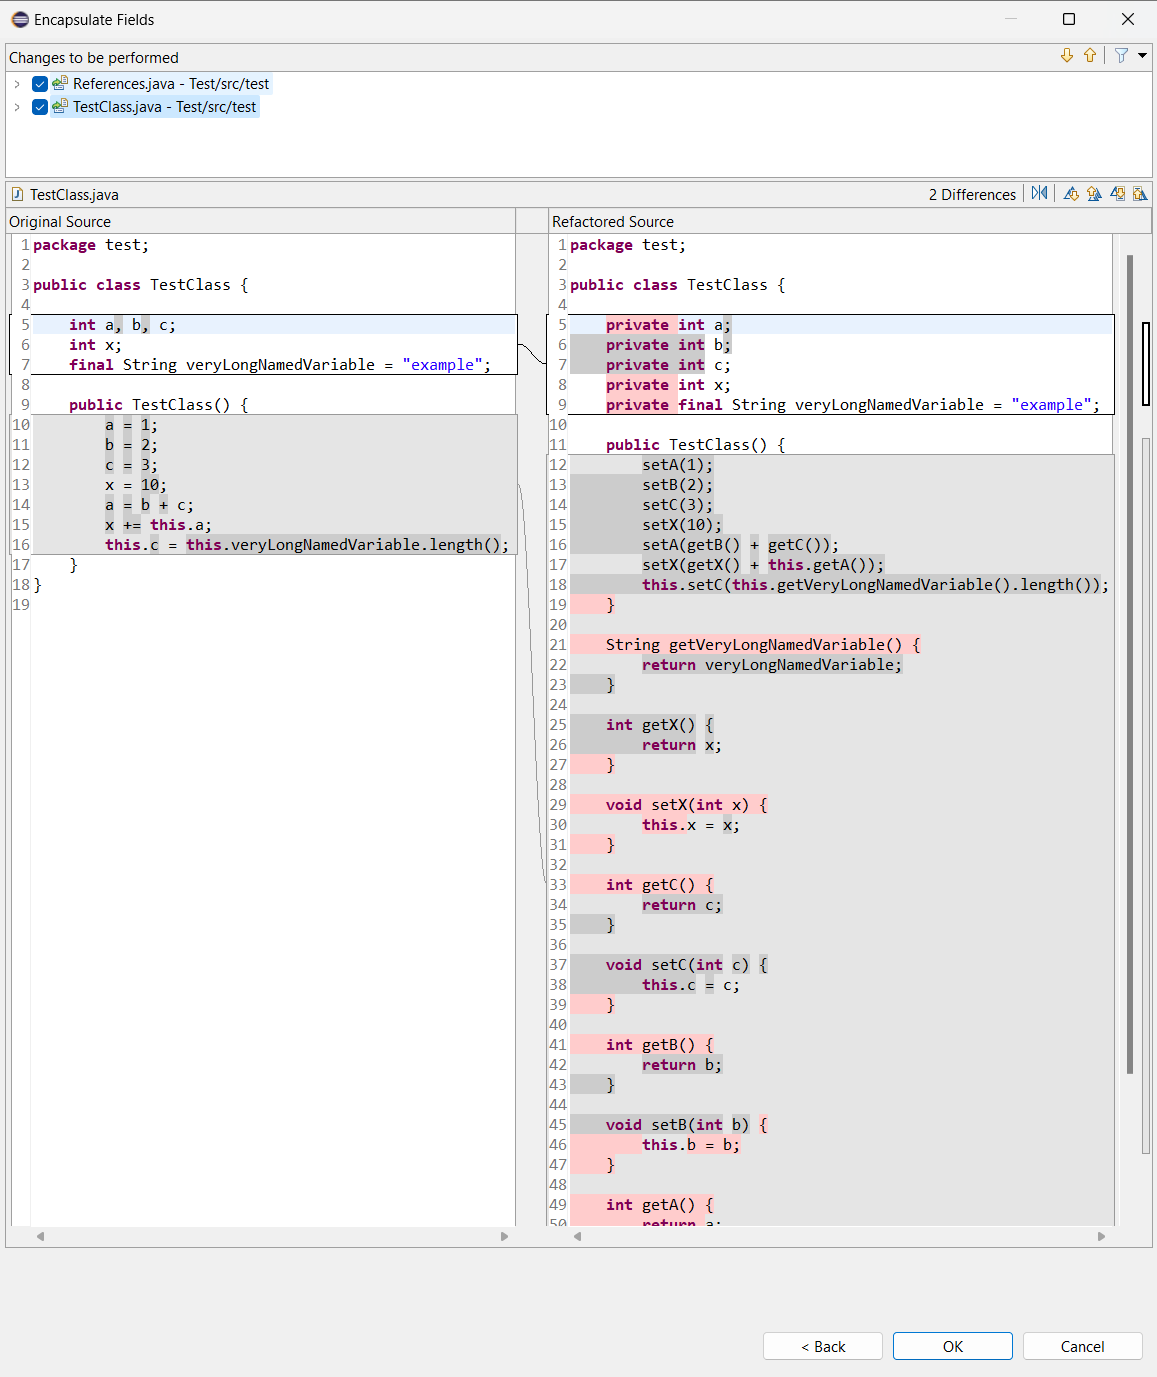 Encapsulate Fields
Changes to be performed
References.java - Test/src/test
TestClass.java - Test/src/test
TestClass.java
2 Differences
Original Source
1 package test;
2
3 public class TestClass {
4
5     int a, b, c;
6     int x;
7     final String veryLongNamedVariable = "example";
8
9     public TestClass() {
10         a = 1;
11         b = 2;
12         c = 3;
13         x = 10;
14         a = b + c;
15         x += this.a;
16         this.c = this.veryLongNamedVariable.length();
17     }
18 }
19
Refactored Source
1 package test;
2
3 public class TestClass {
4
5     private int a;
6     private int b;
7     private int c;
8     private int x;
9     private final String veryLongNamedVariable = "example";
10
11     public TestClass() {
12         setA(1);
13         setB(2);
14         setC(3);
15         setX(10);
16         setA(getB() + getC());
17         setX(getX() + this.getA());
18         this.setC(this.getVeryLongNamedVariable().length());
19     }
20
21     String getVeryLongNamedVariable() {
22         return veryLongNamedVariable;
23     }
24
25     int getX() {
26         return x;
27     }
28
29     void setX(int x) {
30         this.x = x;
31     }
32
33     int getC() {
34         return c;
35     }
36
37     void setC(int c) {
38         this.c = c;
39     }
40
41     int getB() {
42         return b;
43     }
44
45     void setB(int b) {
46         this.b = b;
47     }
48
49     int getA() {
50         return a;
< Back
OK
Cancel